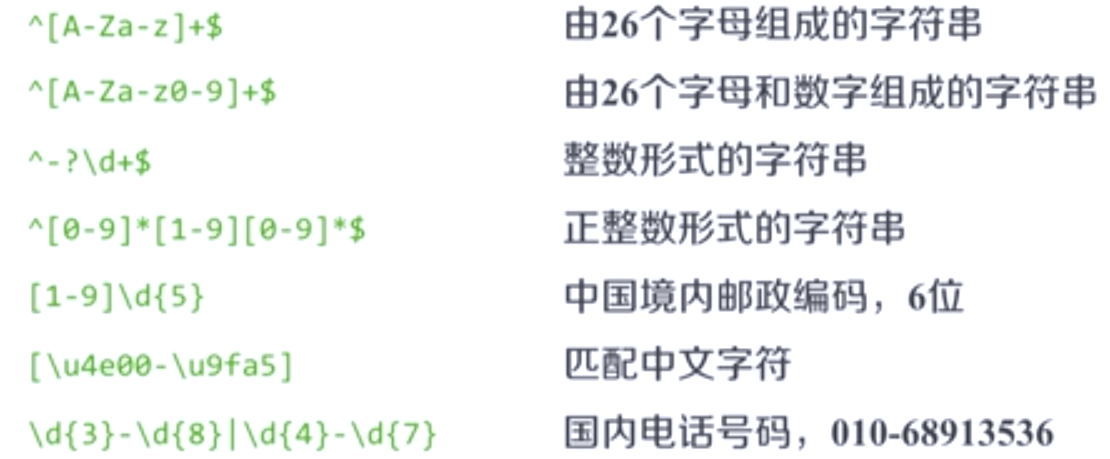 ^[A-Za-z]+$ 由26个字母组成的字符串
^[A-Za-z0-9]+$ 由26个字母和数字组成的字符串
^-?\d+$ 整数形式的字符串
^[0-9]*[1-9][0-9]*$ 正整数形式的字符串
[1-9]\d{5} 中国境内邮政编码，6位
[\u4e00-\u9fa5] 匹配中文字符
\d{3}-\d{8}|\d{4}-\d{7} 国内电话号码，010-68913536